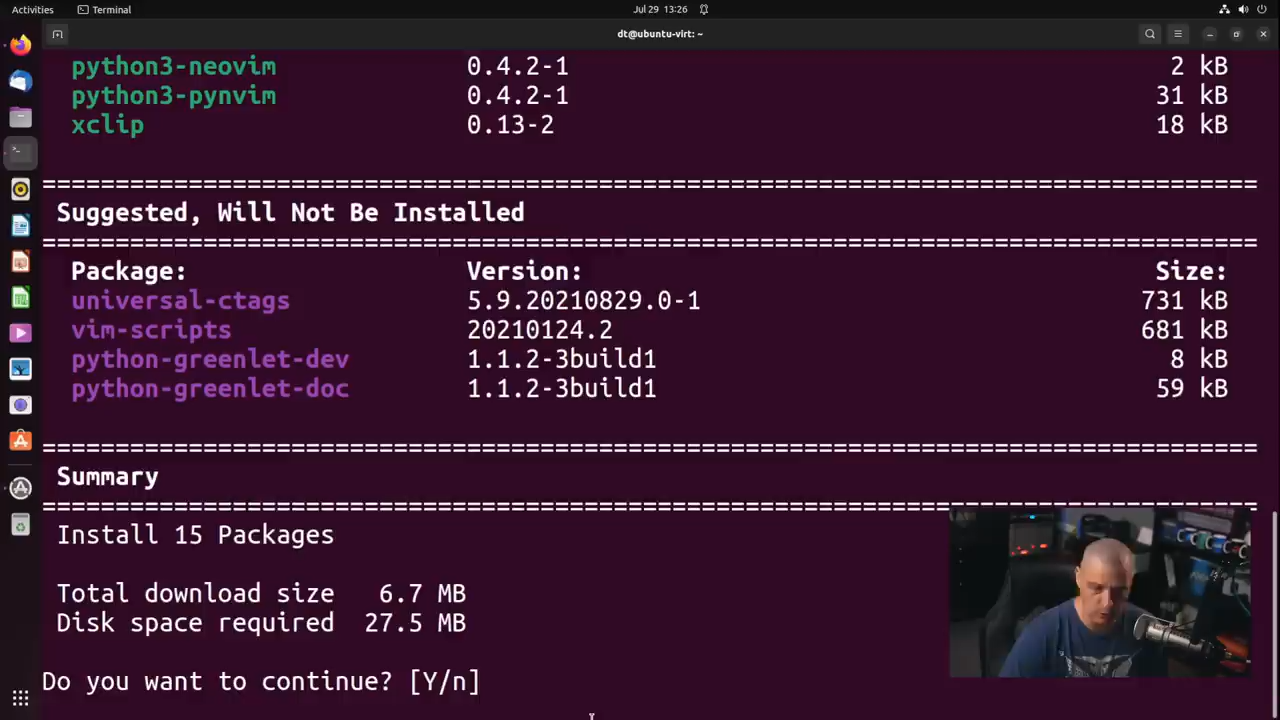 Activities Terminal Jul 29 13:26
dt@ubuntu-virt: ~
python3-neovim 0.4.2-1 2 kB
python3-pynvim 0.4.2-1 31 kB
xclip 0.13-2 18 kB
===================================================================================
Suggested, Will Not Be Installed
===================================================================================
Package: Version: Size:
universal-ctags 5.9.20210829.0-1 731 kB
vim-scripts 20210124.2 681 kB
python-greenlet-dev 1.1.2-3build1 8 kB
python-greenlet-doc 1.1.2-3build1 59 kB
===================================================================================
Summary
===================================================================================
Install 15 Packages
Total download size 6.7 MB
Disk space required 27.5 MB
Do you want to continue? [Y/n]